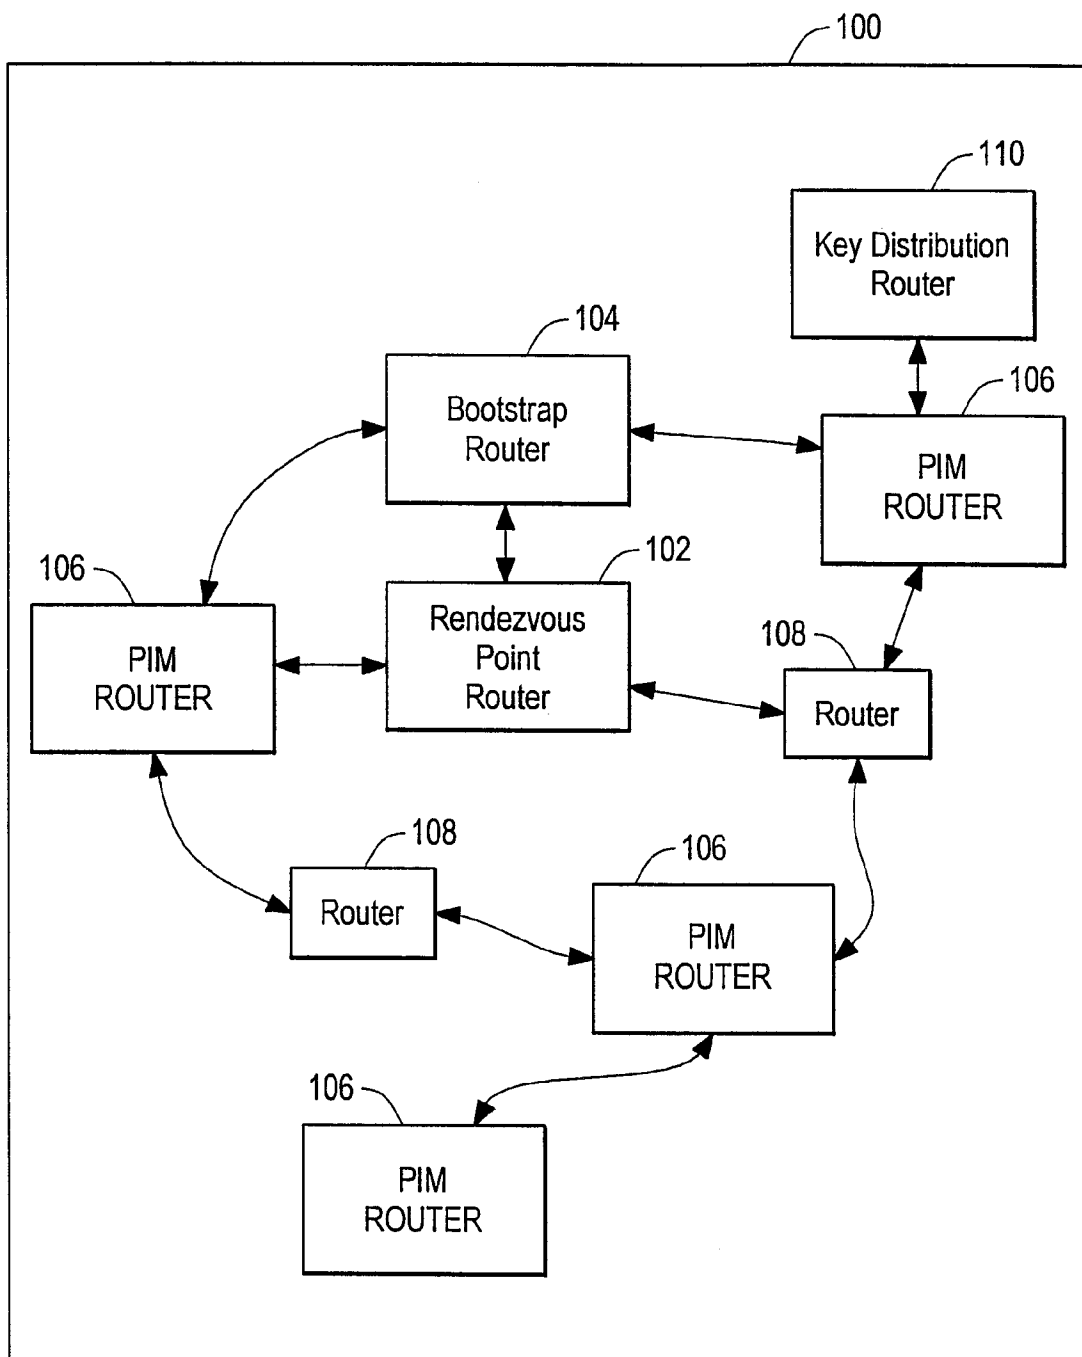 100
110
Key Distribution
Router
104
Bootstrap
Router
106
PIM
ROUTER
102
Rendezvous
Point
Router
106
PIM
ROUTER
108
Router
108
Router
106
PIM
ROUTER
106
PIM
ROUTER